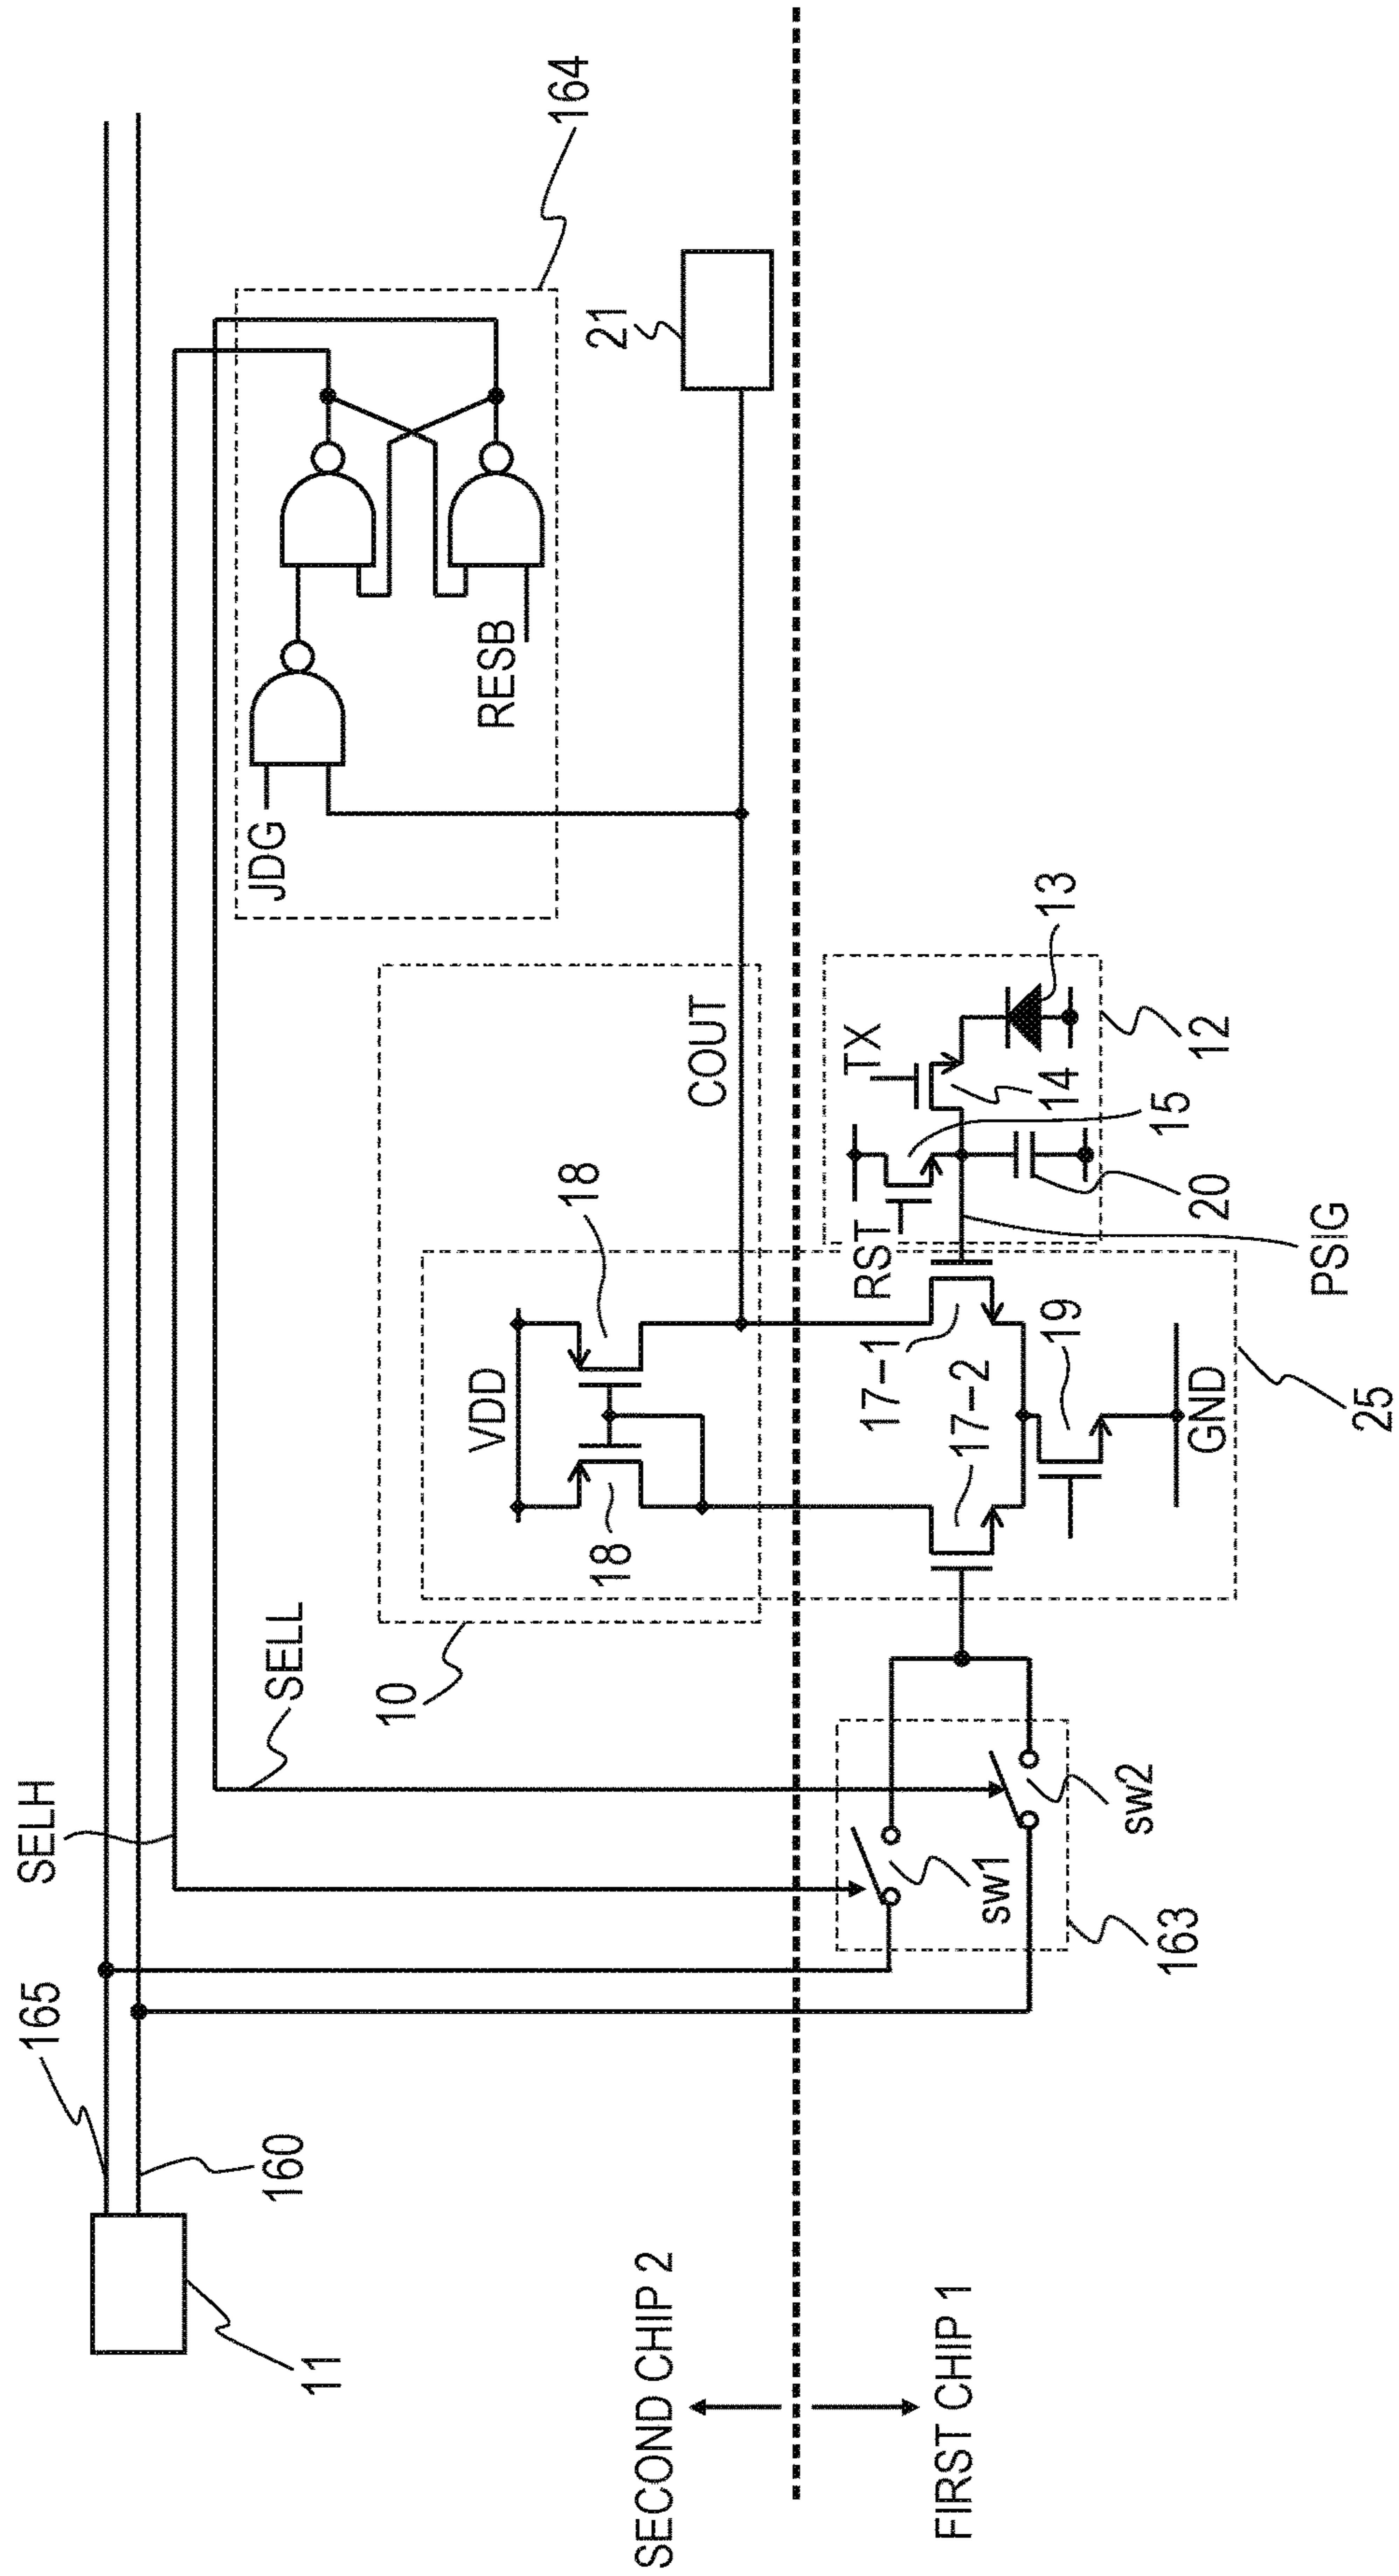 165
SELH
11
160
SELL
164
JDG
RESB
21
10
VDD
18
18
COUT
SECOND CHIP 2
FIRST CHIP 1
163
sw1
sw2
17-1
17-2
19
GND
25
RST
TX
15
14
13
12
20
PSIG